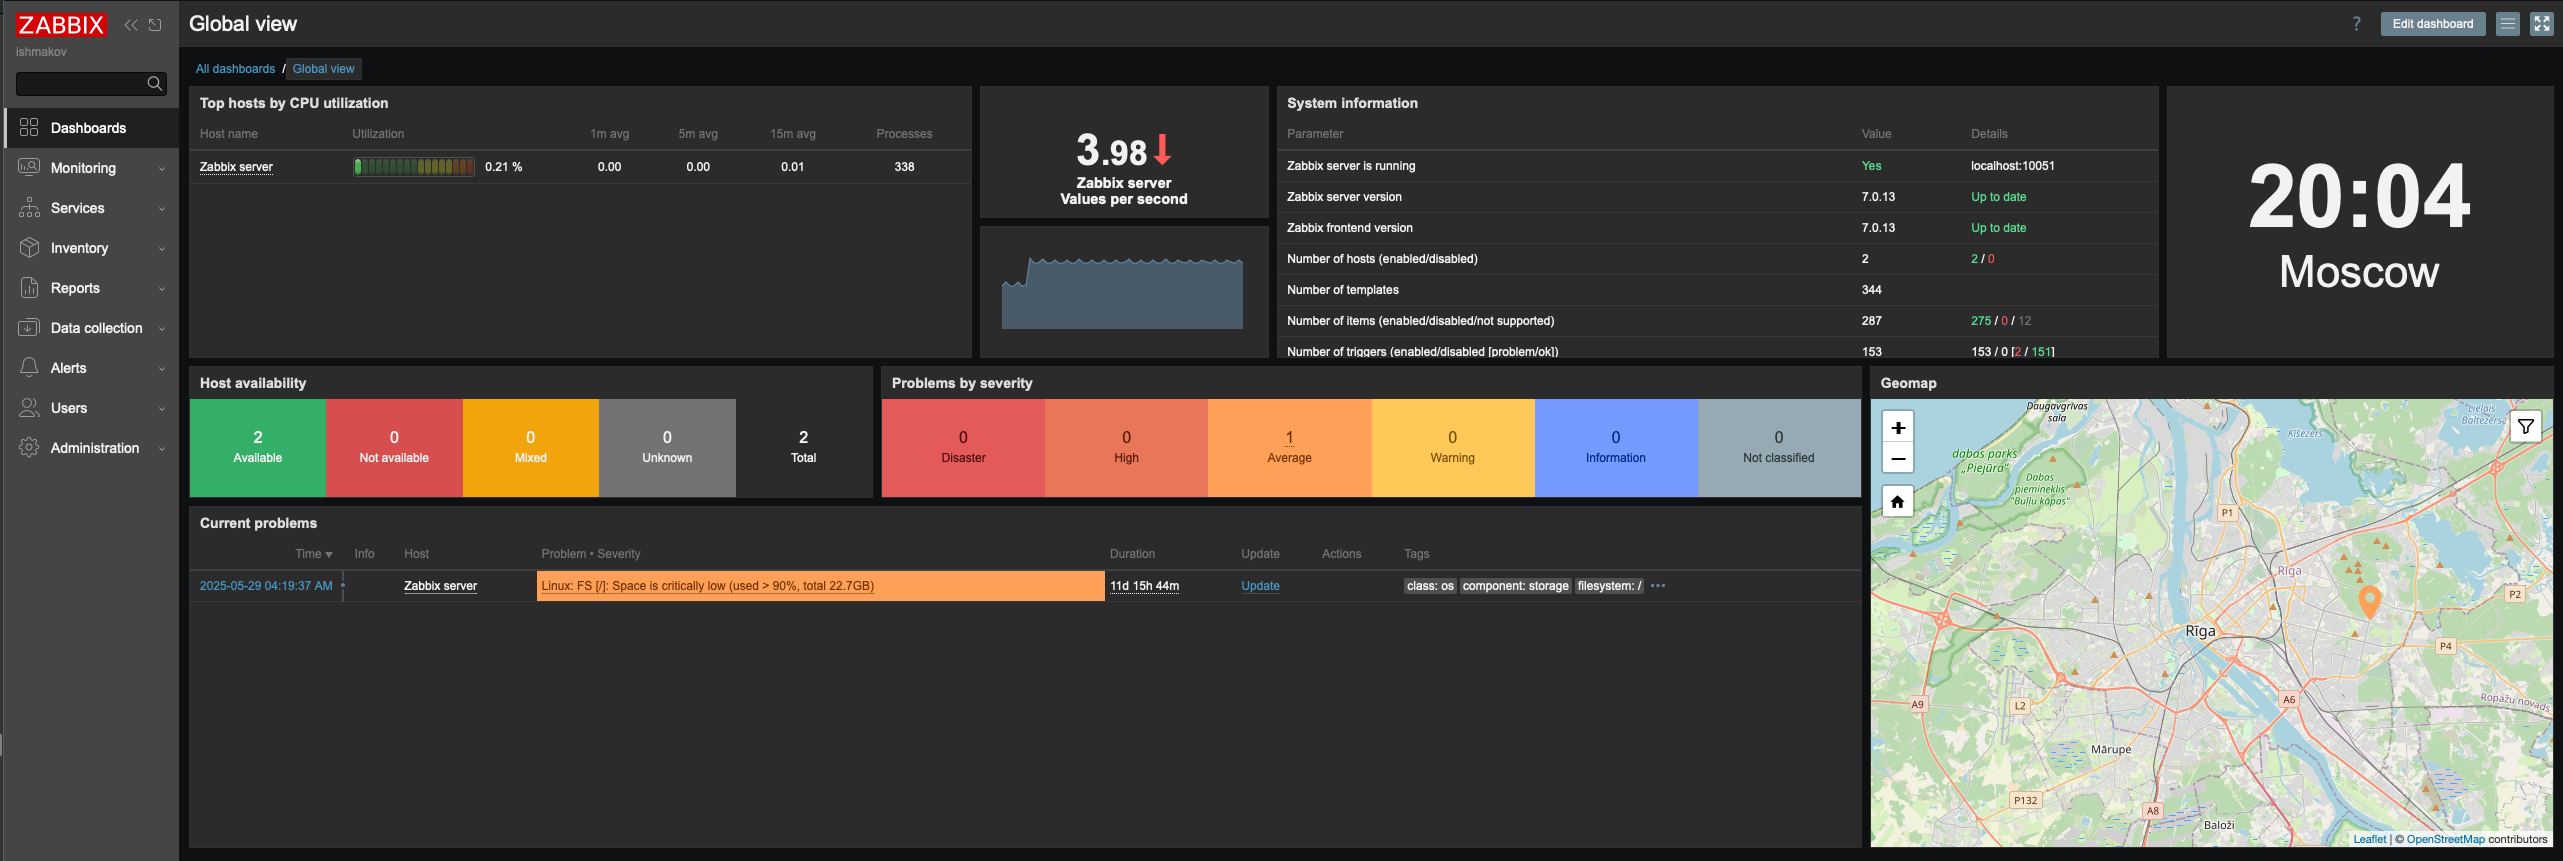 ZABBIX
ishmakov
Dashboards
Monitoring
Services
Inventory
Reports
Data collection
Alerts
Users
Administration
Global view
? Edit dashboard
All dashboards / Global view
Top hosts by CPU utilization
Host name Utilization 1m avg 5m avg 15m avg Processes
Zabbix server 0.21 % 0.00 0.00 0.01 338
3.98
Zabbix server
Values per second
System information
Parameter Value Details
Zabbix server is running Yes localhost:10051
Zabbix server version 7.0.13 Up to date
Zabbix frontend version 7.0.13 Up to date
Number of hosts (enabled/disabled) 2 2 / 0
Number of templates 344
Number of items (enabled/disabled/not supported) 287 275 / 0 / 12
Number of triggers (enabled/disabled [problem/ok]) 153 153 / 0 [2 / 151]
20:04
Moscow
Host availability
2 Available
0 Not available
0 Mixed
0 Unknown
2 Total
Problems by severity
0 Disaster
0 High
1 Average
0 Warning
0 Information
0 Not classified
Current problems
Time Info Host Problem • Severity Duration Update Actions Tags
2025-05-29 04:19:37 AM Zabbix server Linux: FS [/]: Space is critically low (used > 90%, total 22.7GB) 11d 15h 44m Update class: os component: storage filesystem: / •••
Geomap
+
−
Daugavgrīvas
sala
Ķīšezers
Lielais
Baltezers
dabas parks
„Piejūra"
Dabas
piemineklis
"Buļļu kāpas"
P1
Rīga
P2
Rīga
P4
A9
L2
A6
Ropažu novads
Mārupe
P132
A8
Baloži
Leaflet | © OpenStreetMap contributors